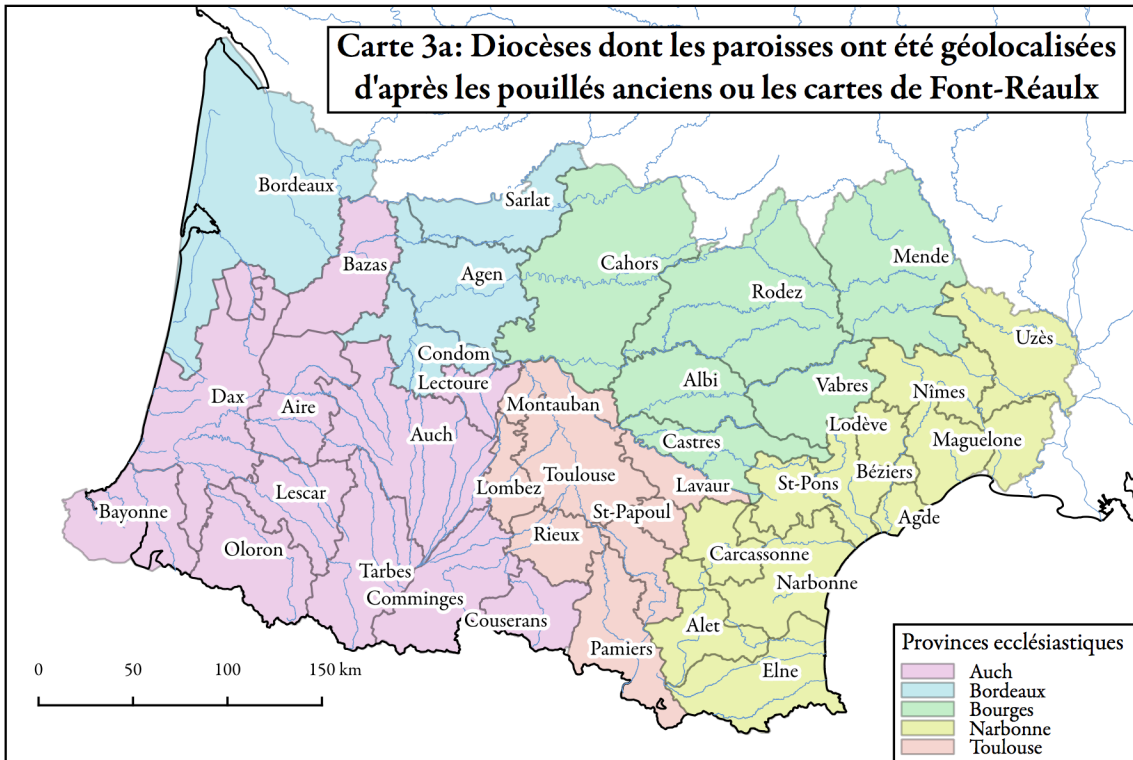 Carte 3a: Diocèses dont les paroisses ont été géolocalisées
d'après les pouillés anciens ou les cartes de Font-Réaulx
Bordeaux
Sarlat
Bazas
Agen
Cahors
Mende
Rodez
Uzès
Condom
Lectoure
Albi
Vabres
Nîmes
Dax
Aire
Montauban
Auch
Castres
Lodève
Maguelone
Toulouse
Béziers
Lescar
Lombez
Lavaur
St-Pons
Bayonne
St-Papoul
Agde
Oloron
Rieux
Carcassonne
Tarbes
Narbonne
Comminges
Couserans
Alet
Pamiers
Elne
0
50
100
150 km
Provinces ecclésiastiques
Auch
Bordeaux
Bourges
Narbonne
Toulouse